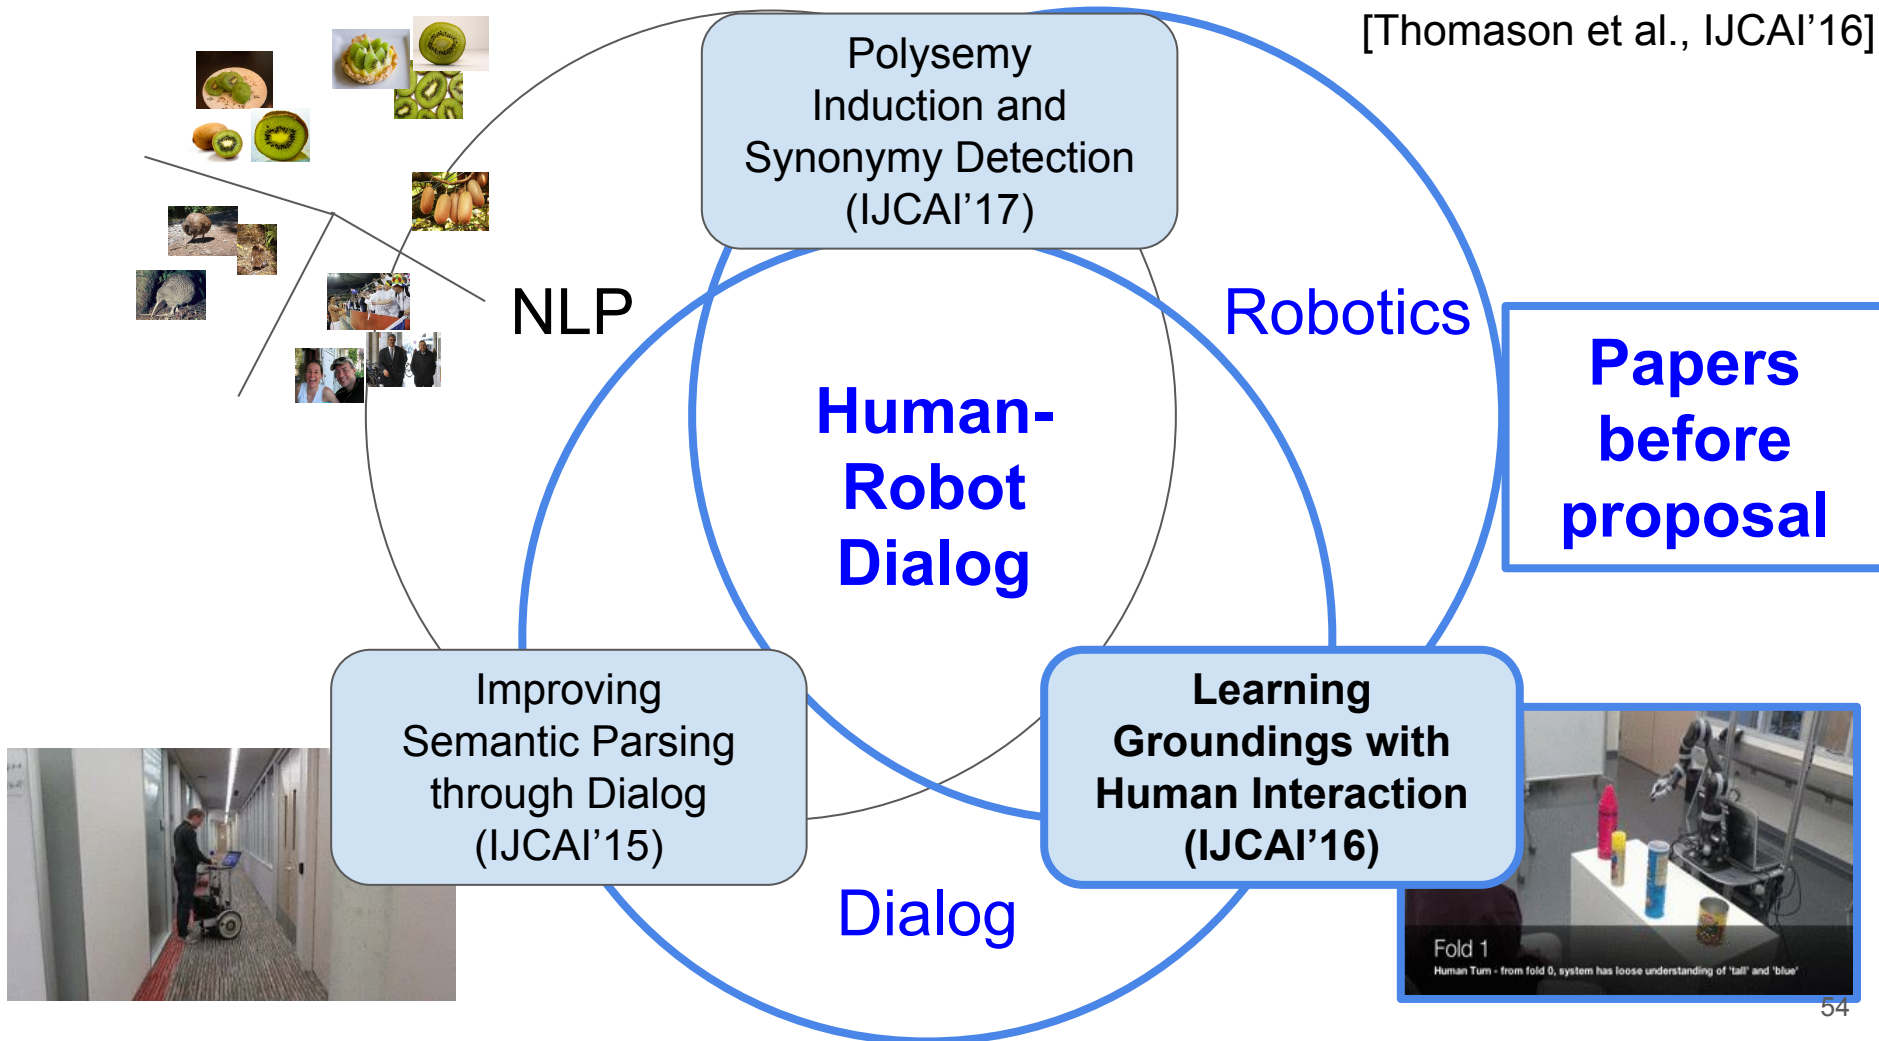 [Thomason et al., IJCAI’16]
Polysemy
Induction and
Synonymy Detection
(IJCAI’17)
NLP
Robotics
Papers
before
proposal
Human-
Robot
Dialog
Improving
Semantic Parsing
through Dialog
(IJCAI’15)
Learning
Groundings with
Human Interaction
(IJCAI’16)
Dialog
Fold 1
Human Turn - from fold 0, system has loose understanding of 'tall' and 'blue'
54